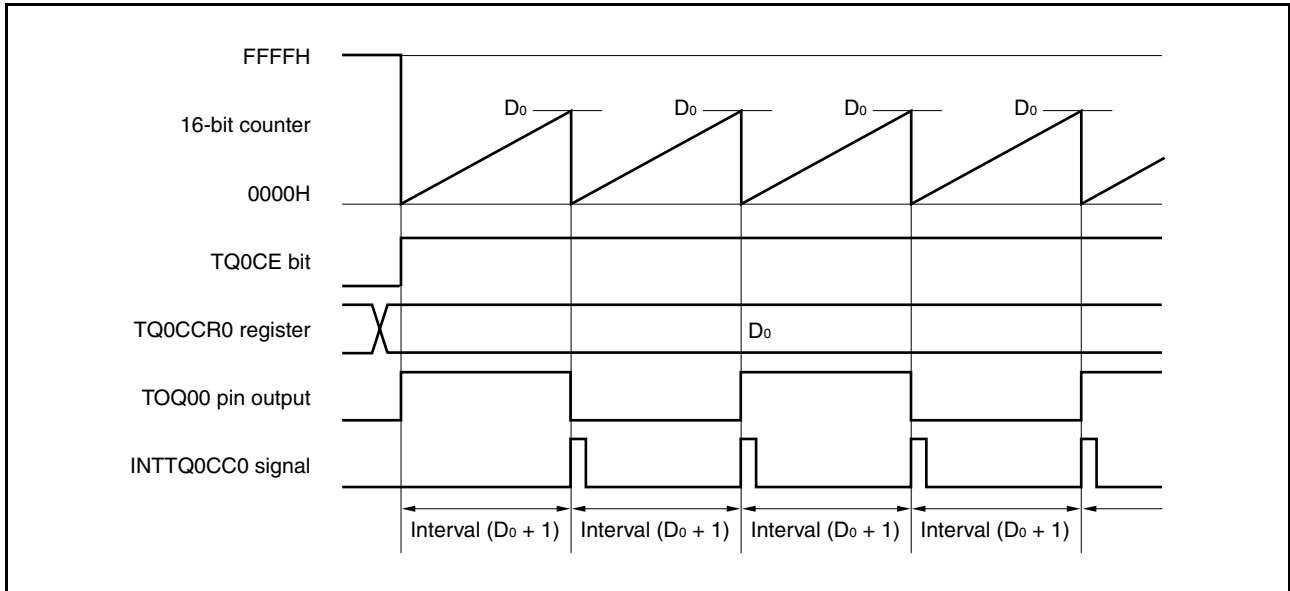 FFFFH
D0 D0 D0 D0
16-bit counter
0000H
TQ0CE bit
TQ0CCR0 register
D0
TOQ00 pin output
INTTQ0CC0 signal
Interval (D0 + 1) Interval (D0 + 1) Interval (D0 + 1) Interval (D0 + 1)